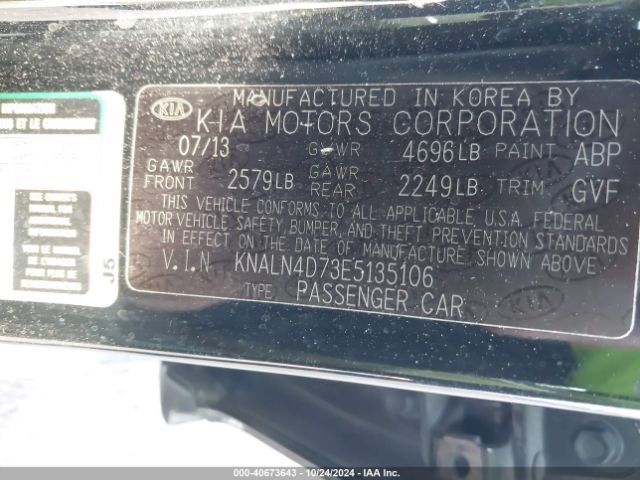 MANUFACTURED IN KOREA BY
KIA KIA MOTORS CORPORATION
07/13 GVWR 4696LB PAINT ABP
GAWR FRONT 2579LB GAWR REAR 2249LB TRIM GVF
THIS VEHICLE CONFORMS TO ALL APPLICABLE U.S.A. FEDERAL
MOTOR VEHICLE SAFETY, BUMPER, AND THEFT PREVENTION STANDARDS
IN EFFECT ON THE DATE OF MANUFACTURE SHOWN ABOVE.
V.I.N KNALN4D73E5135106
TYPE: PASSENGER CAR
J5
000-40673643 - 10/24/2024 - IAA Inc.